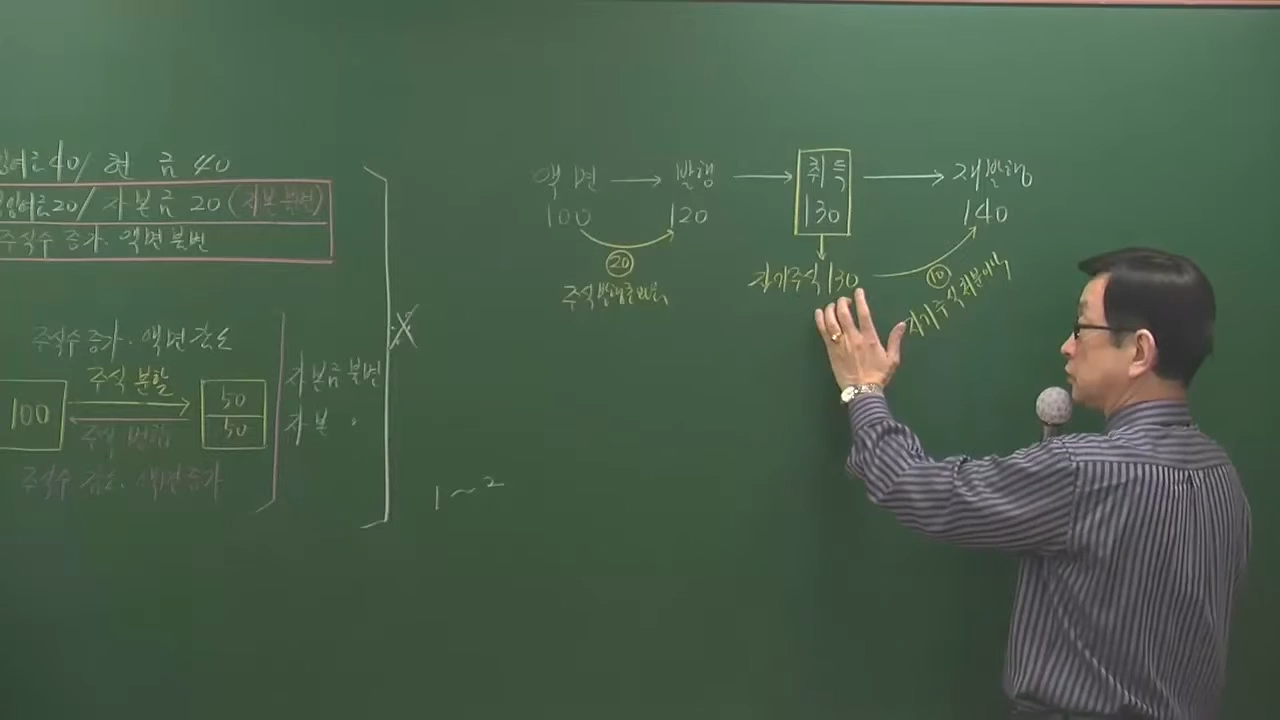 잉여금40/ 현 금 40
잉여금20/ 자본금 20 (자본불변)
주식수 증가·액면불변
주식수 증가·액면감소
100
주식 분할
주식 병합
50
50
주식수 감소·액면증가
자본금 불변
자본 〃
X
1 ~ 2
액면 → 발행 → 취득 → 재발행
100 120 130 140
20
주식발행초과금
자기주식 130
10
자기주식처분이익